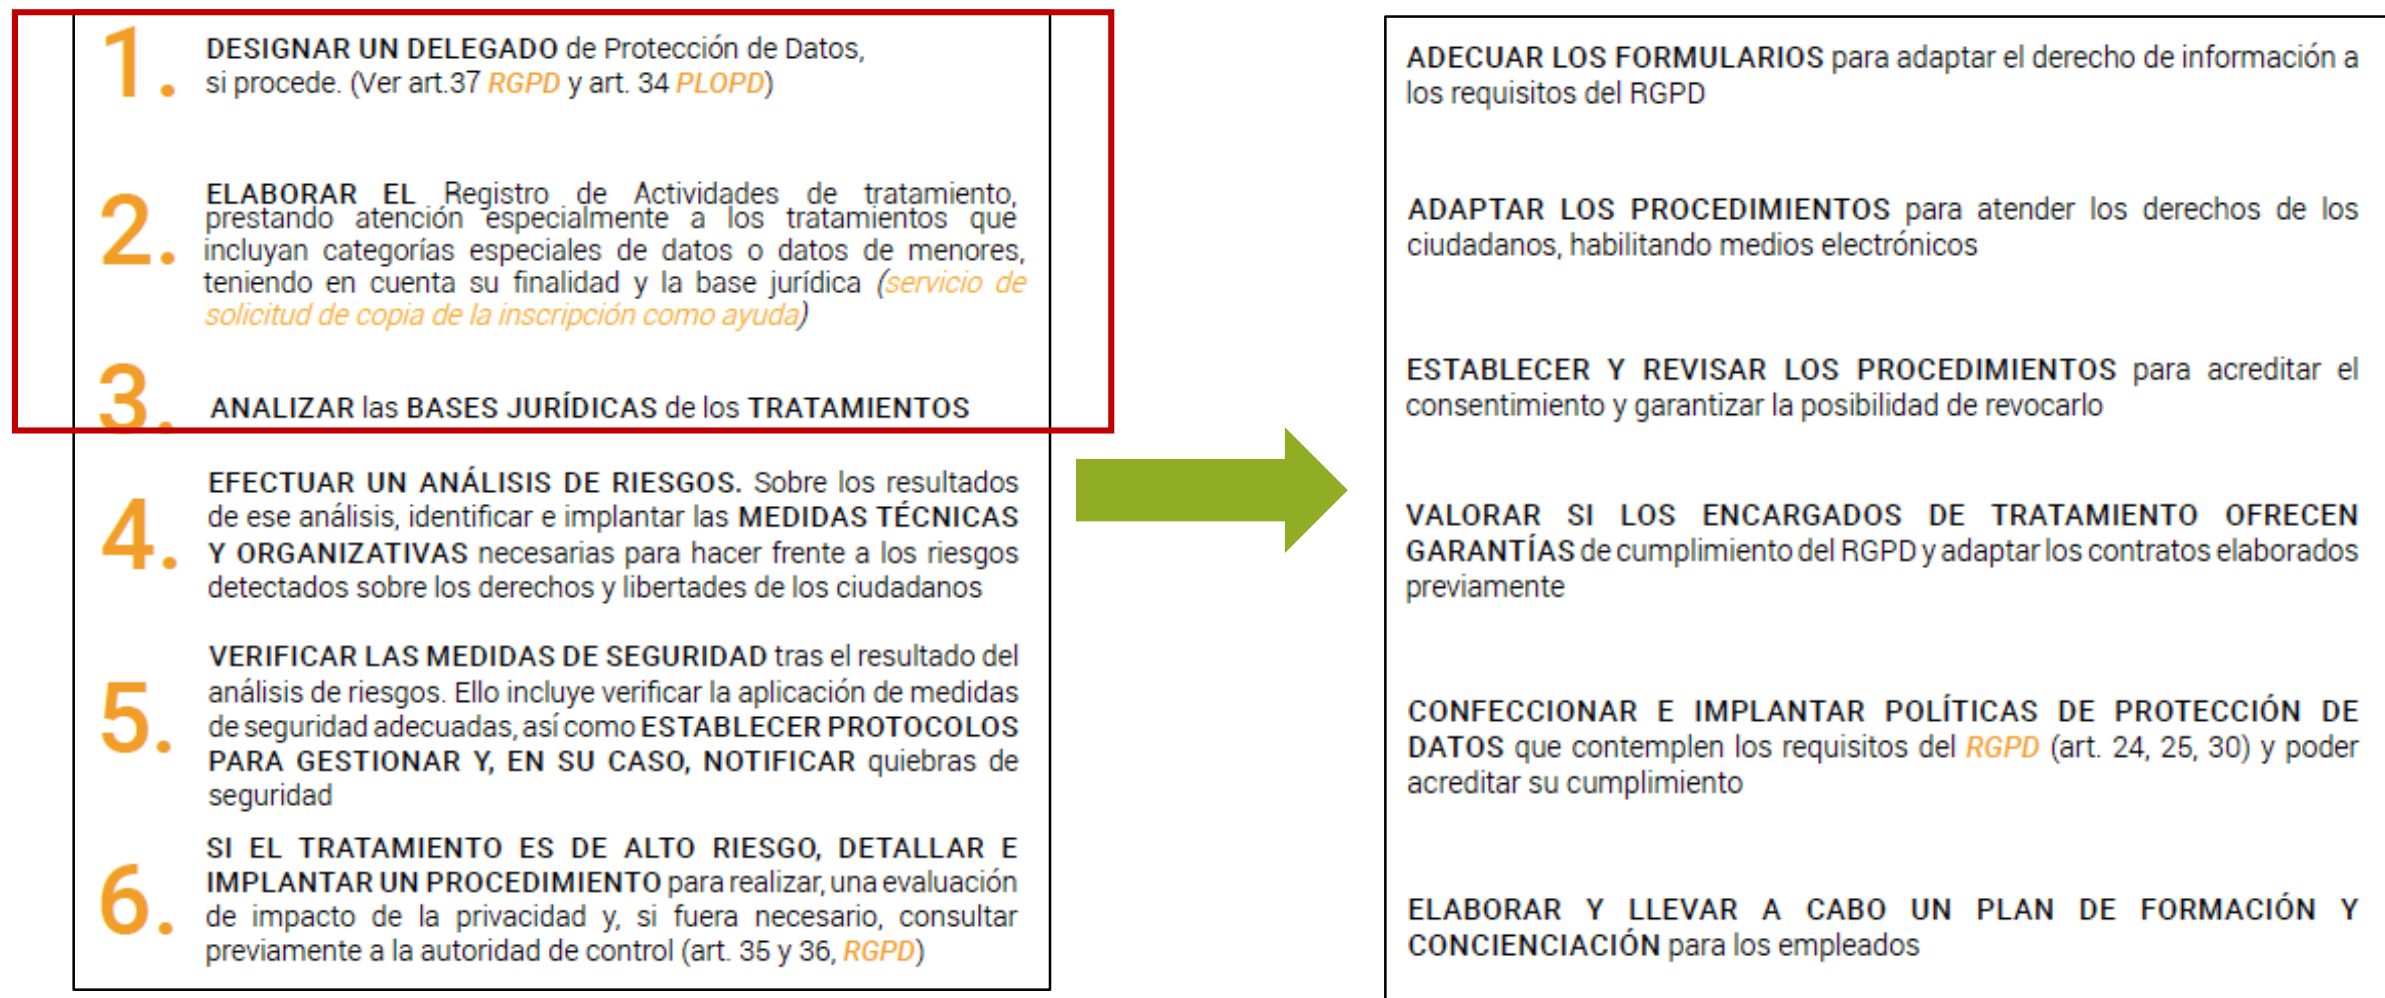 1. DESIGNAR UN DELEGADO de Protección de Datos,
si procede. (Ver art.37 RGPD y art. 34 PLOPD)
2. ELABORAR EL Registro de Actividades de tratamiento,
prestando atención especialmente a los tratamientos que
incluyan categorías especiales de datos o datos de menores,
teniendo en cuenta su finalidad y la base jurídica (servicio de
solicitud de copia de la inscripción como ayuda)
3. ANALIZAR las BASES JURÍDICAS de los TRATAMIENTOS
4. EFECTUAR UN ANÁLISIS DE RIESGOS. Sobre los resultados
de ese análisis, identificar e implantar las MEDIDAS TÉCNICAS
Y ORGANIZATIVAS necesarias para hacer frente a los riesgos
detectados sobre los derechos y libertades de los ciudadanos
5. VERIFICAR LAS MEDIDAS DE SEGURIDAD tras el resultado del
análisis de riesgos. Ello incluye verificar la aplicación de medidas
de seguridad adecuadas, así como ESTABLECER PROTOCOLOS
PARA GESTIONAR Y, EN SU CASO, NOTIFICAR quiebras de
seguridad
6. SI EL TRATAMIENTO ES DE ALTO RIESGO, DETALLAR E
IMPLANTAR UN PROCEDIMIENTO para realizar, una evaluación
de impacto de la privacidad y, si fuera necesario, consultar
previamente a la autoridad de control (art. 35 y 36, RGPD)
ADECUAR LOS FORMULARIOS para adaptar el derecho de información a
los requisitos del RGPD
ADAPTAR LOS PROCEDIMIENTOS para atender los derechos de los
ciudadanos, habilitando medios electrónicos
ESTABLECER Y REVISAR LOS PROCEDIMIENTOS para acreditar el
consentimiento y garantizar la posibilidad de revocarlo
VALORAR SI LOS ENCARGADOS DE TRATAMIENTO OFRECEN
GARANTÍAS de cumplimiento del RGPD y adaptar los contratos elaborados
previamente
CONFECCIONAR E IMPLANTAR POLÍTICAS DE PROTECCIÓN DE
DATOS que contemplen los requisitos del RGPD (art. 24, 25, 30) y poder
acreditar su cumplimiento
ELABORAR Y LLEVAR A CABO UN PLAN DE FORMACIÓN Y
CONCIENCIACIÓN para los empleados